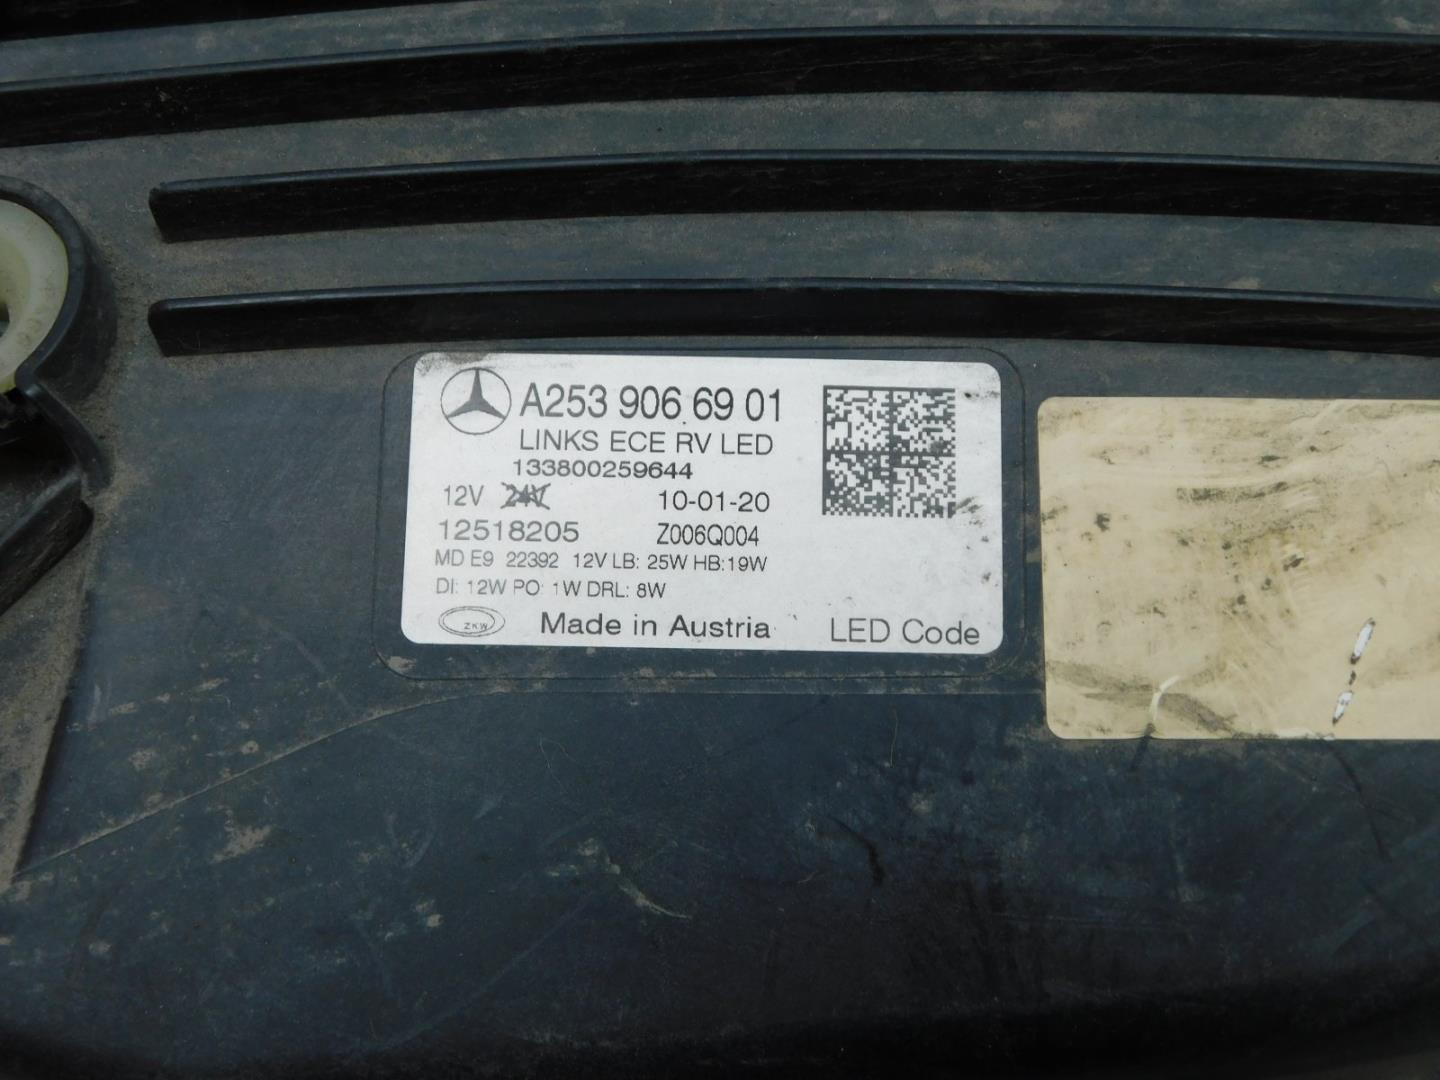 A253 906 69 01
LINKS ECE RV LED
133800259644
12V 24V 10-01-20
12518205 Z006Q004
MD E9 22392 12V LB: 25W HB:19W
DI: 12W PO: 1W DRL: 8W
ZKW Made in Austria LED Code